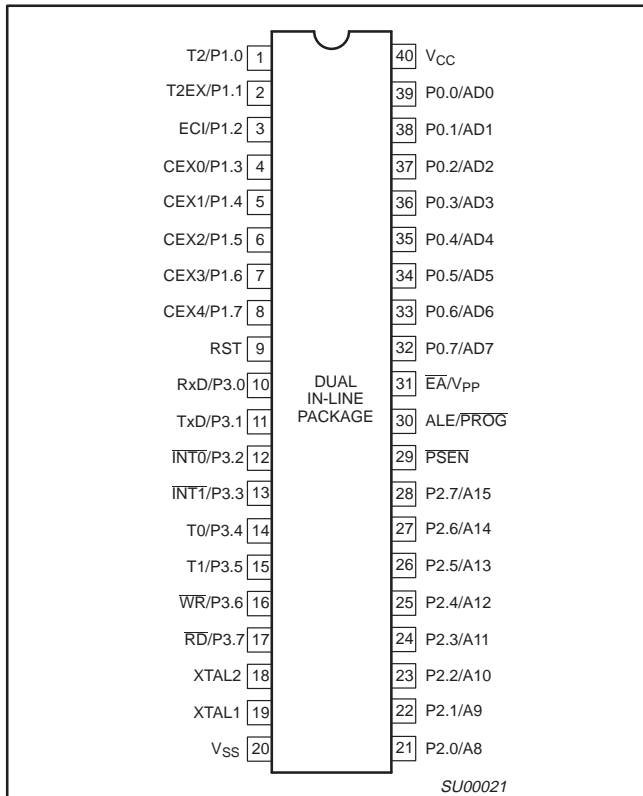 T2/P1.0 1 40 VCC
T2EX/P1.1 2 39 P0.0/AD0
ECI/P1.2 3 38 P0.1/AD1
CEX0/P1.3 4 37 P0.2/AD2
CEX1/P1.4 5 36 P0.3/AD3
CEX2/P1.5 6 35 P0.4/AD4
CEX3/P1.6 7 34 P0.5/AD5
CEX4/P1.7 8 33 P0.6/AD6
RST 9 32 P0.7/AD7
RxD/P3.0 10 31 E̅A̅/VPP
TxD/P3.1 11 30 ALE/P̅R̅O̅G̅
I̅N̅T̅0̅/P3.2 12 29 P̅S̅E̅N̅
I̅N̅T̅1̅/P3.3 13 28 P2.7/A15
T0/P3.4 14 27 P2.6/A14
T1/P3.5 15 26 P2.5/A13
W̅R̅/P3.6 16 25 P2.4/A12
R̅D̅/P3.7 17 24 P2.3/A11
XTAL2 18 23 P2.2/A10
XTAL1 19 22 P2.1/A9
VSS 20 21 P2.0/A8
DUAL
IN-LINE
PACKAGE
SU00021